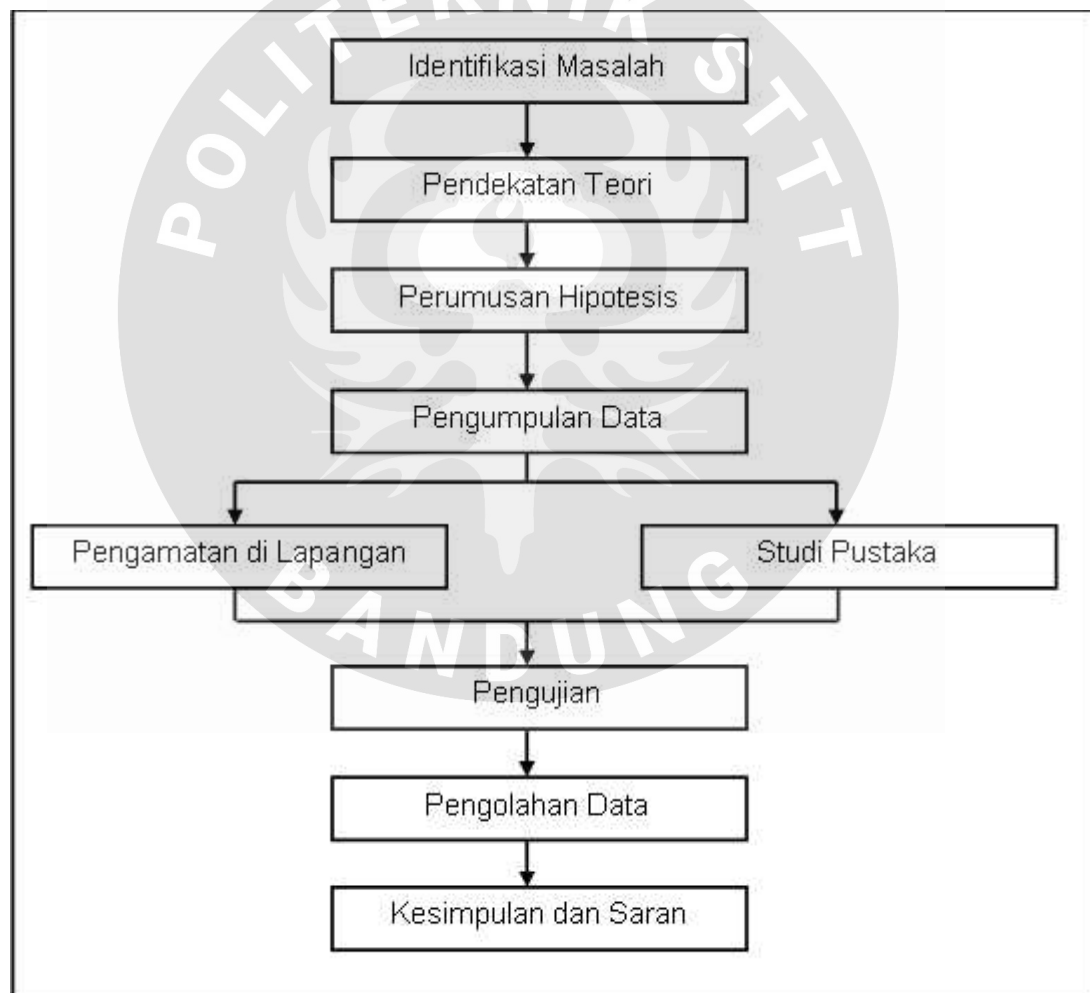 POLITEKNIK STTT
Identifikasi Masalah
Pendekatan Teori
Perumusan Hipotesis
Pengumpulan Data
Pengamatan di Lapangan
Studi Pustaka
BANDUNG
Pengujian
Pengolahan Data
Kesimpulan dan Saran